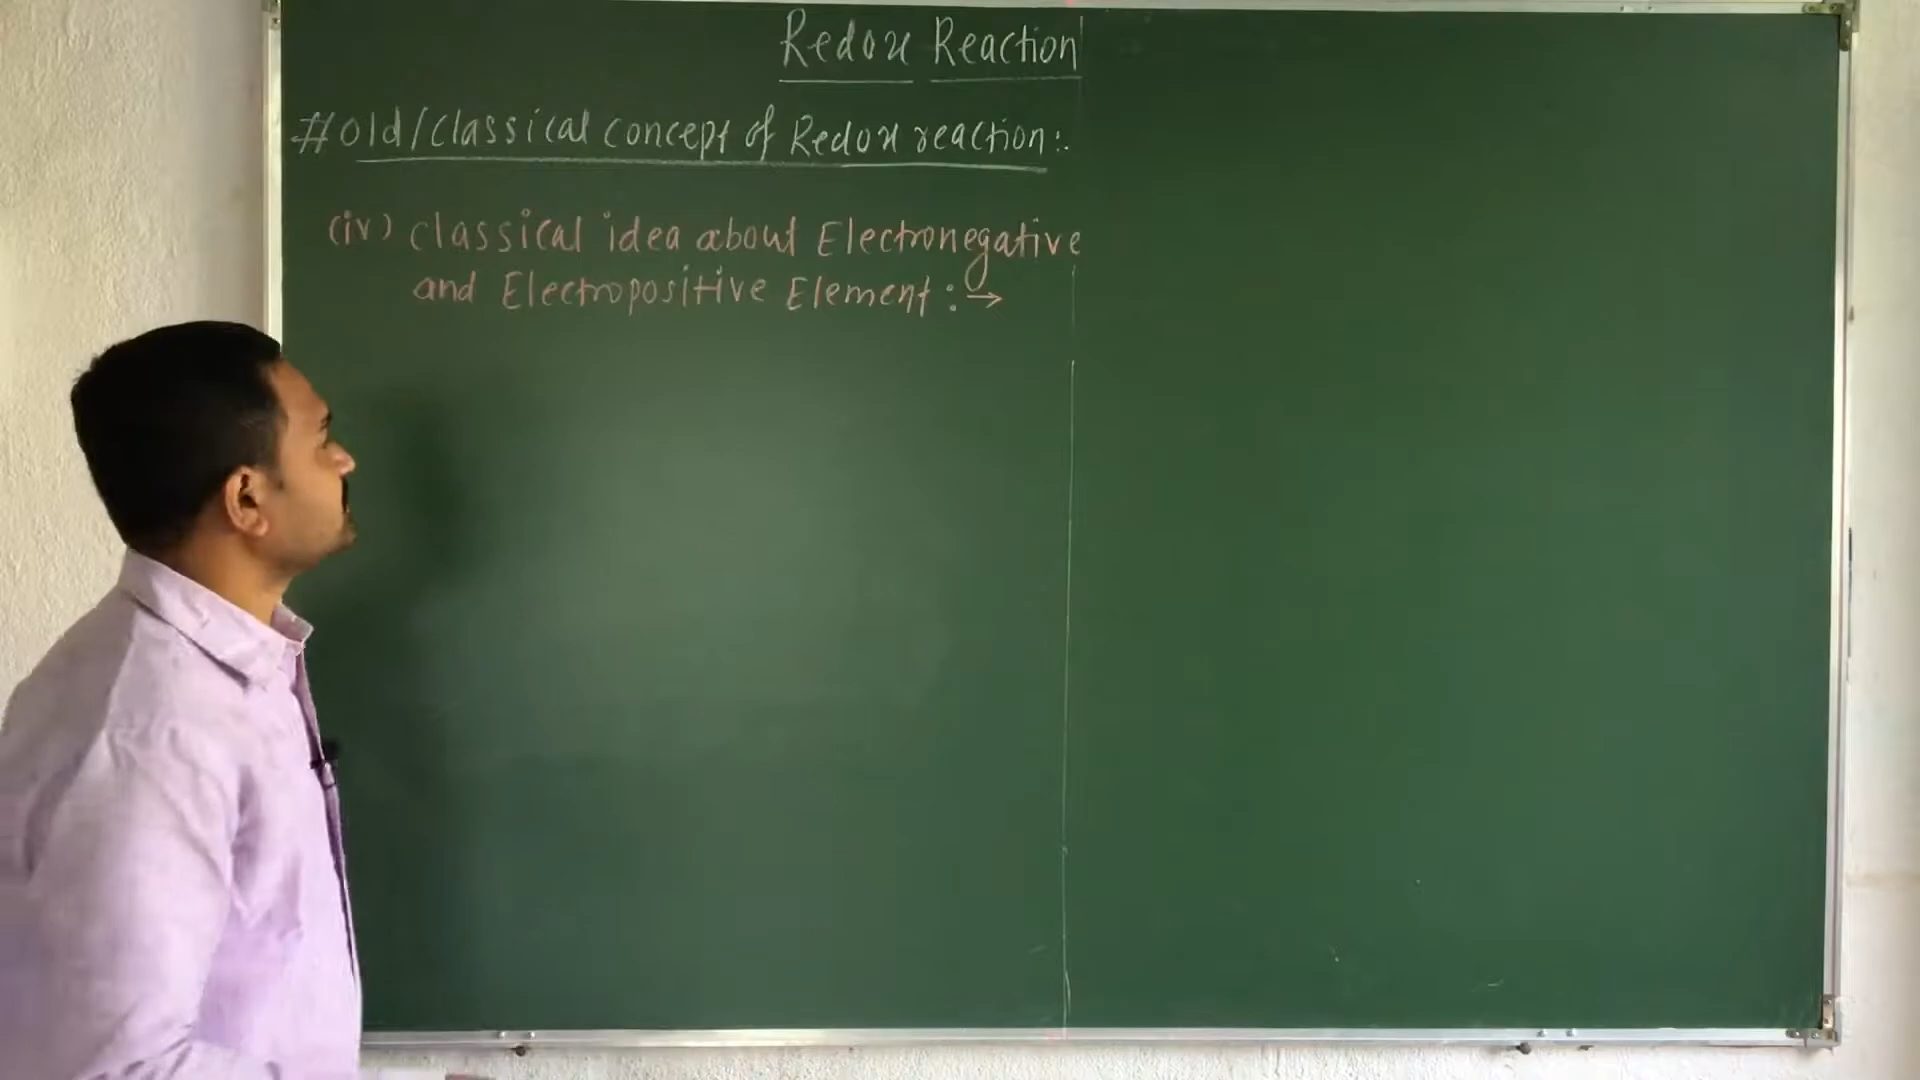 Redox Reaction
# Old/Classical concept of Redox reaction:.
(iv) Classical idea about Electronegative
and Electropositive Element :→